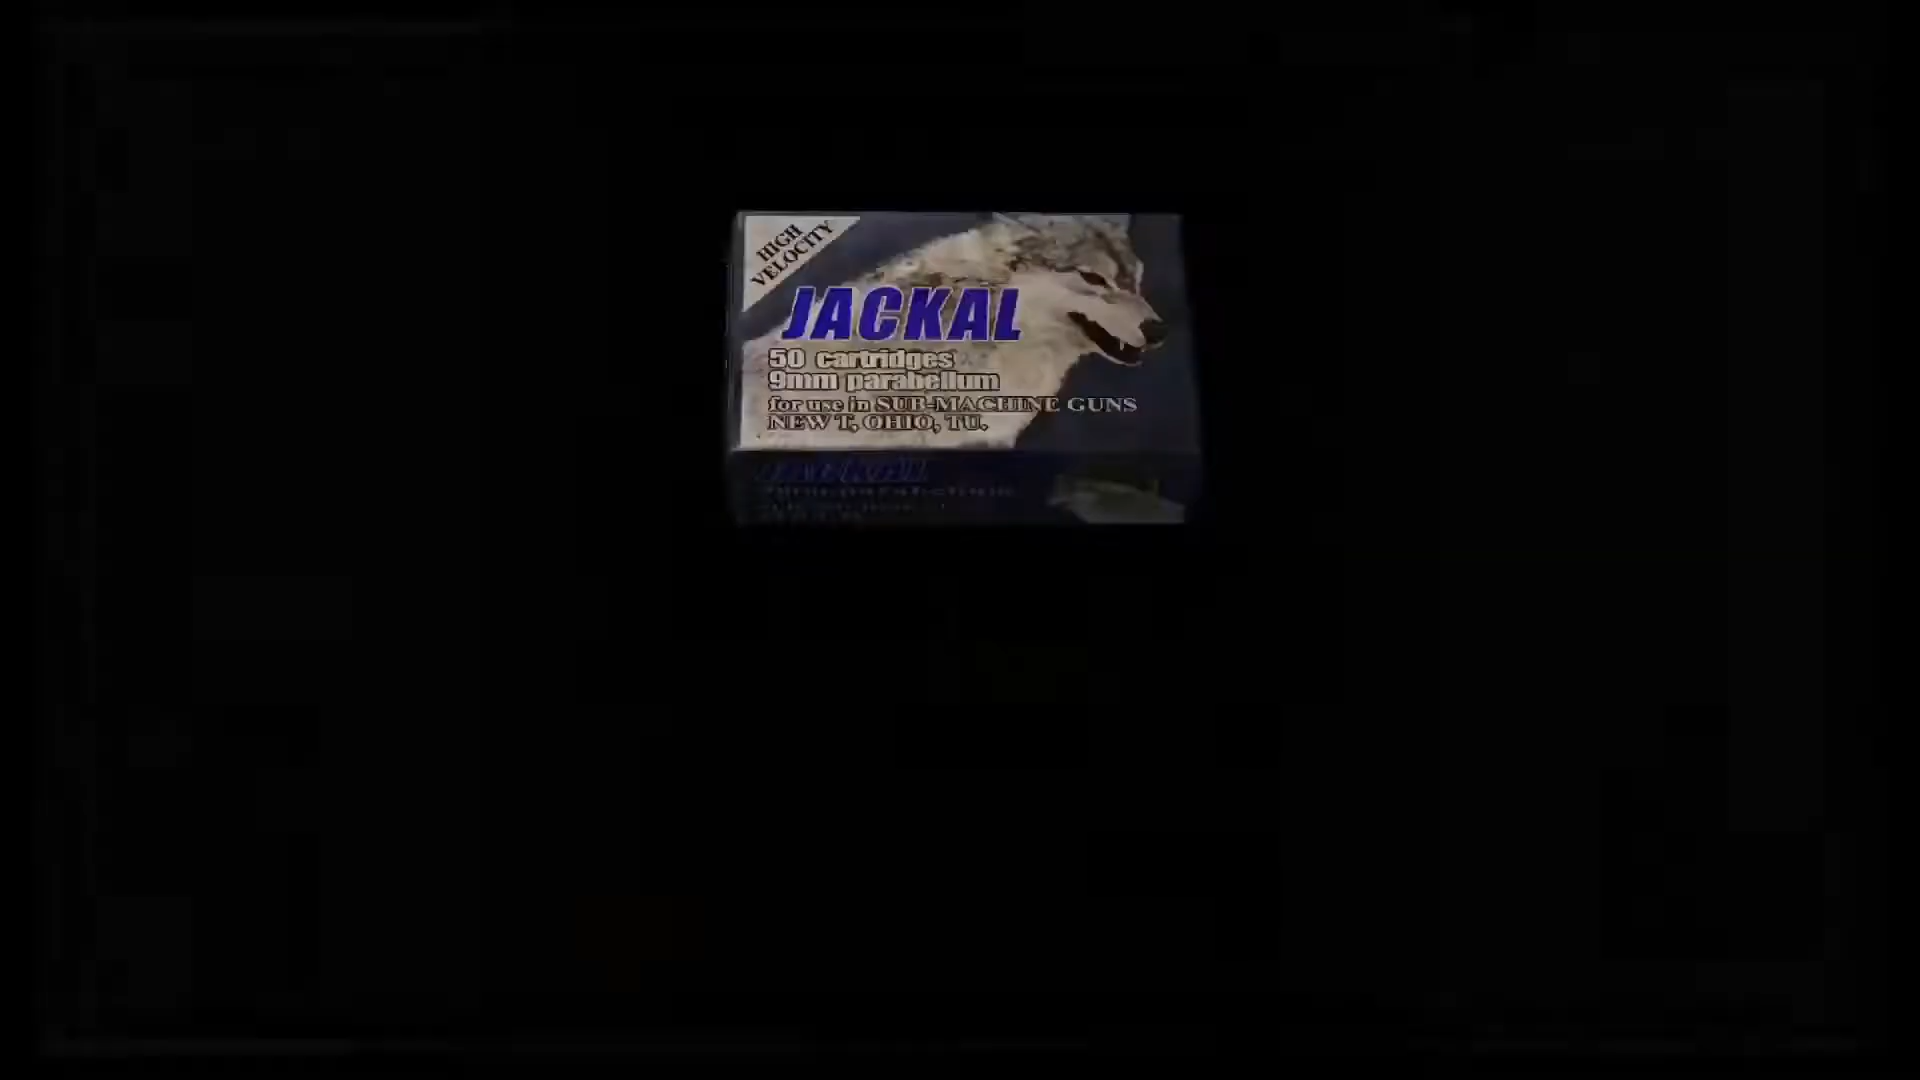 HIGH
VELOCITY
JACKAL
50 cartridges
9mm parabellum
for use in SUB-MACHINE GUNS
NEW T, OHIO, TU.